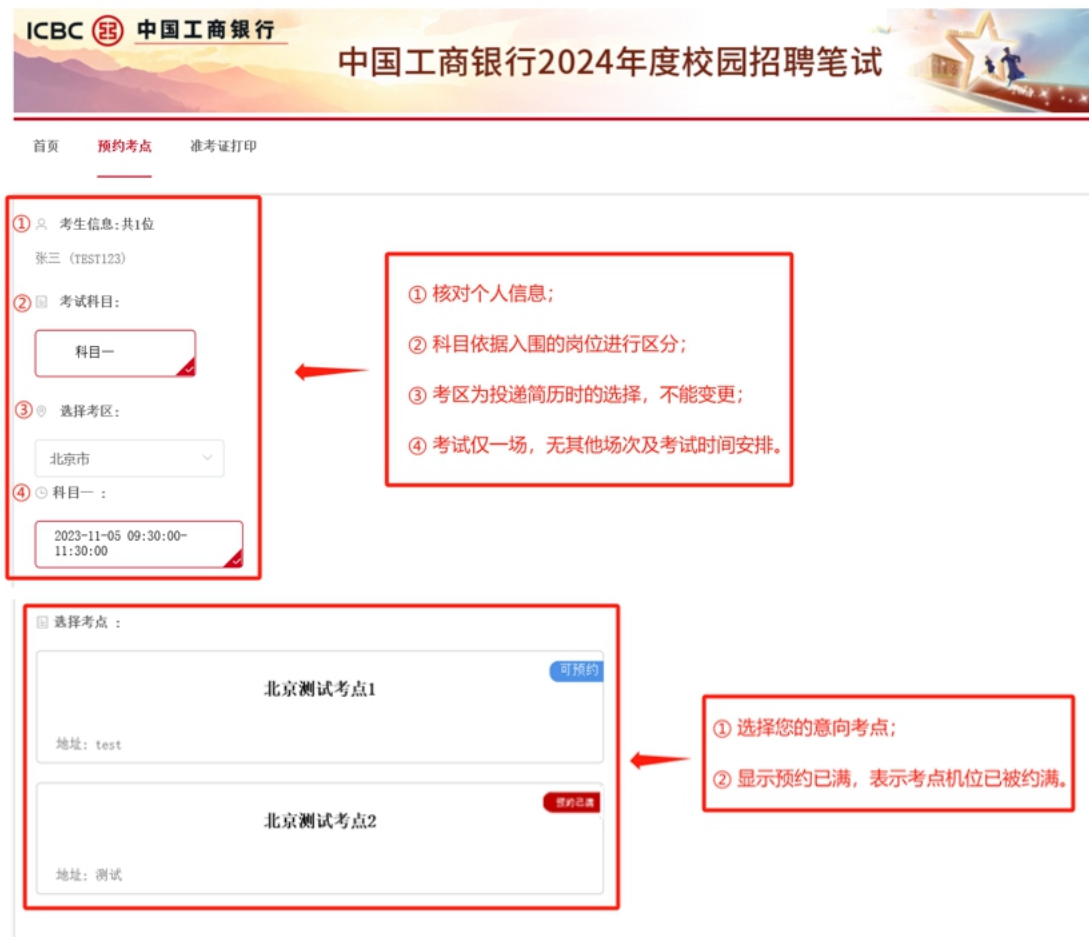 ICBC 中国工商银行
中国工商银行2024年度校园招聘笔试
首页 预约考点 准考证打印
① 考生信息:共1位
张三 (TEST123)
② 考试科目:
科目一
③ 选择考区:
北京市
④ 科目一 :
2023-11-05 09:30:00-
11:30:00
① 核对个人信息；
② 科目依据入围的岗位进行区分；
③ 考区为投递简历时的选择，不能变更；
④ 考试仅一场，无其他场次及考试时间安排。
选择考点 :
可预约
北京测试考点1
地址: test
预约已满
北京测试考点2
地址: 测试
① 选择您的意向考点；
② 显示预约已满，表示考点机位已被约满。